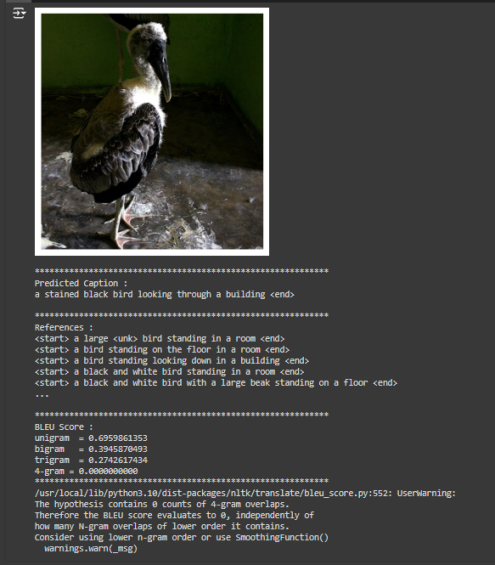 ************************************************************
Predicted Caption :
a stained black bird looking through a building <end>
************************************************************
References :
<start> a large <unk> bird standing in a room <end>
<start> a bird standing on the floor in a room <end>
<start> a bird standing looking down in a building <end>
<start> a black and white bird standing in a room <end>
<start> a black and white bird with a large beak standing on a floor <end>
...
************************************************************
BLEU Score :
unigram  = 0.6959861353
bigram   = 0.3945870493
trigram  = 0.2742617434
4-gram = 0.0000000000
************************************************************
/usr/local/lib/python3.10/dist-packages/nltk/translate/bleu_score.py:552: UserWarning:
The hypothesis contains 0 counts of 4-gram overlaps.
Therefore the BLEU score evaluates to 0, independently of
how many N-gram overlaps of lower order it contains.
Consider using lower n-gram order or use SmoothingFunction()
  warnings.warn(_msg)